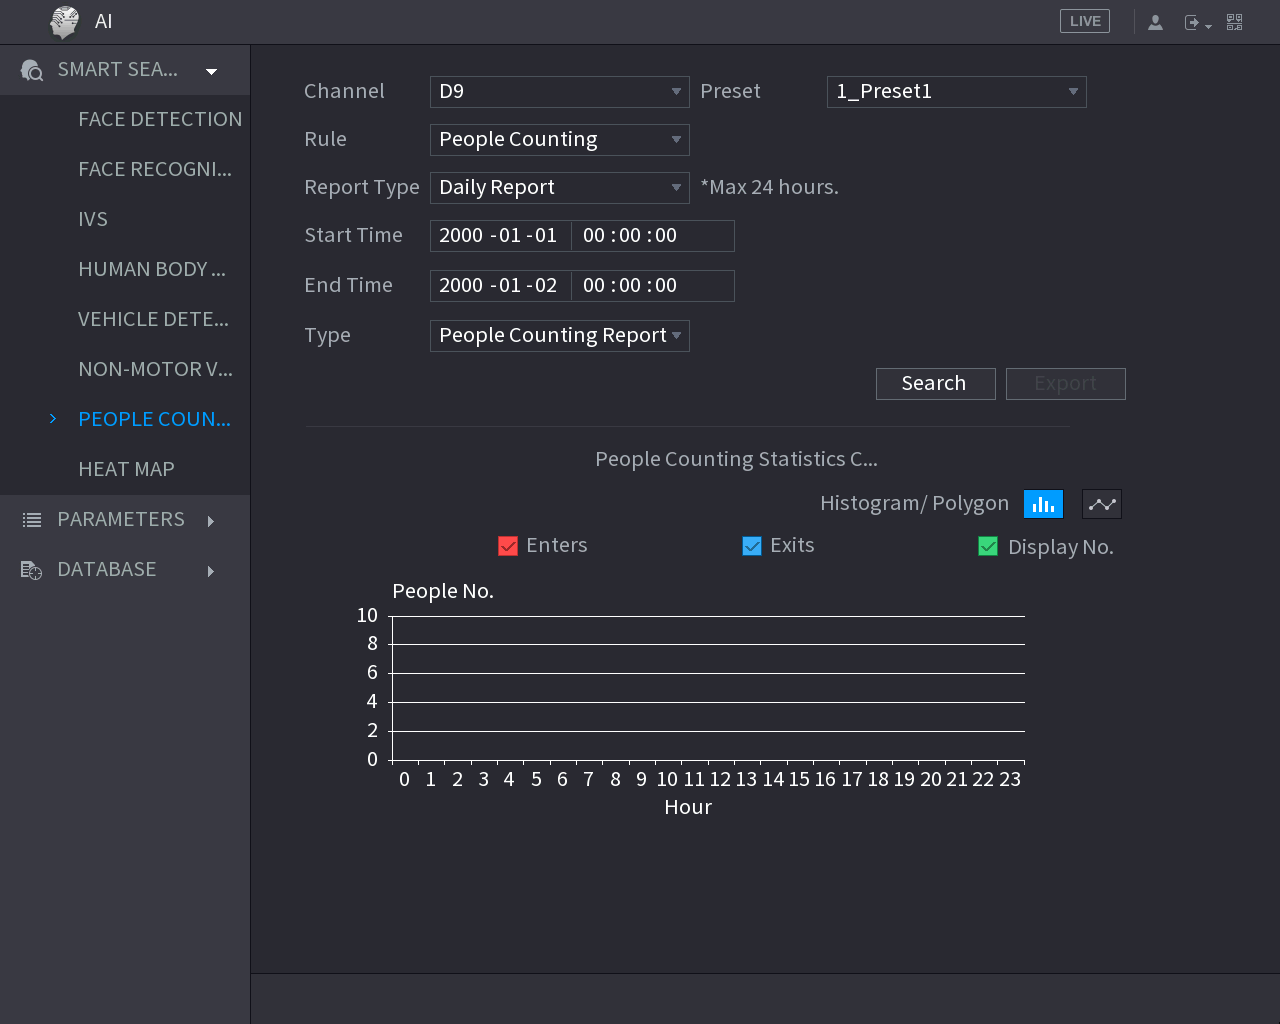 AI
LIVE
SMART SEA...
FACE DETECTION
FACE RECOGNI...
IVS
HUMAN BODY ...
VEHICLE DETE...
NON-MOTOR V...
PEOPLE COUN...
HEAT MAP
PARAMETERS
DATABASE
Channel D9 Preset 1_Preset1
Rule People Counting
Report Type Daily Report *Max 24 hours.
Start Time 2000 -01 -01 00 :00 :00
End Time 2000 -01 -02 00 :00 :00
Type People Counting Report
Search Export
People Counting Statistics C...
Histogram/ Polygon
Enters Exits Display No.
People No.
10
8
6
4
2
0
0 1 2 3 4 5 6 7 8 9 10 11 12 13 14 15 16 17 18 19 20 21 22 23
Hour